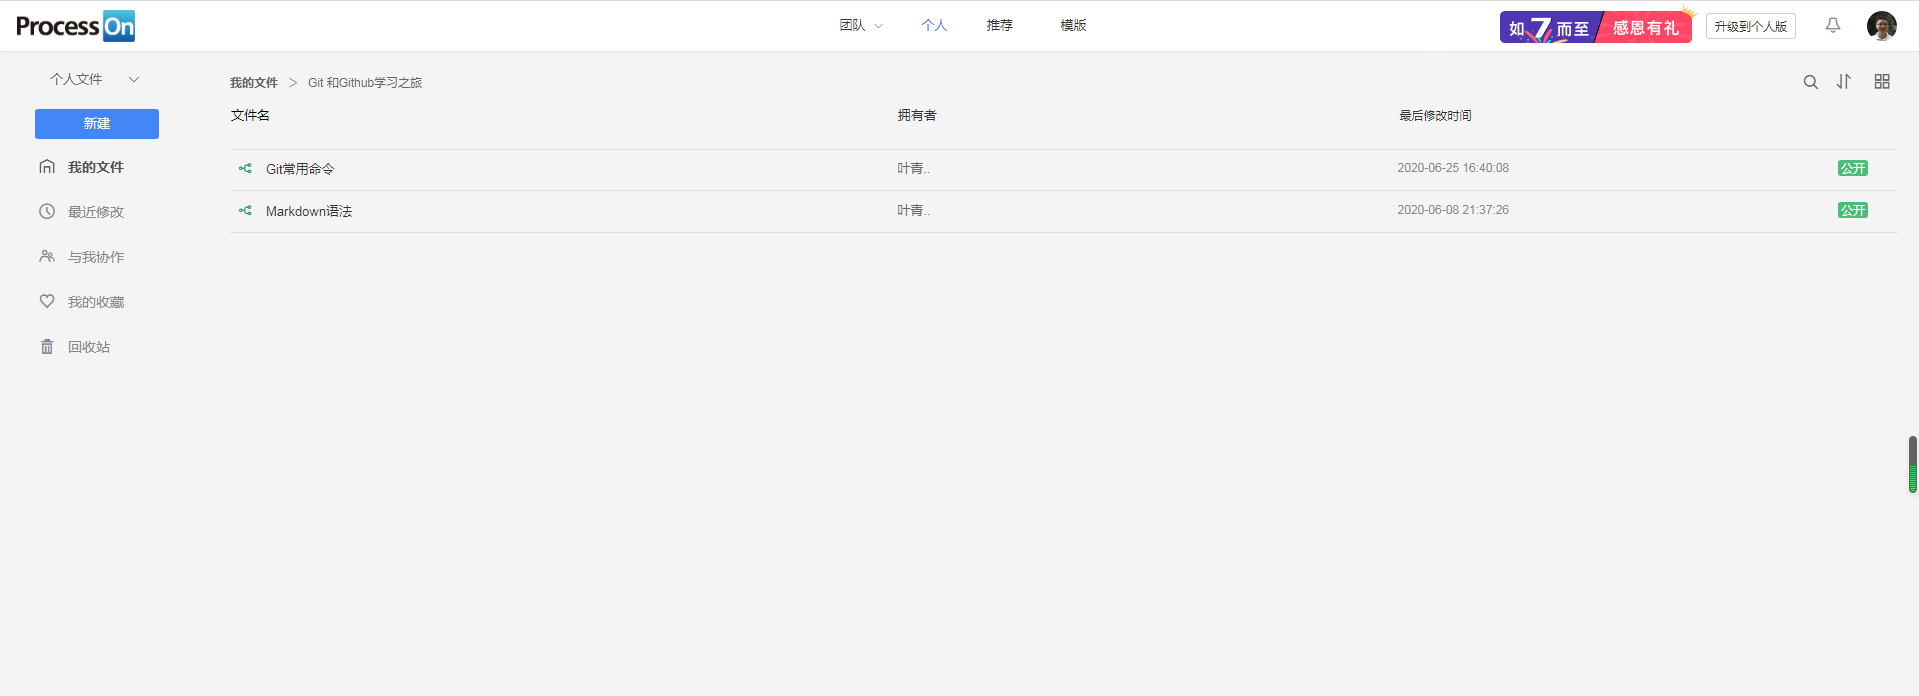 ProcessOn 团队 个人 推荐 模版 如7而至 感恩有礼 升级到个人版
个人文件
新建
我的文件
最近修改
与我协作
我的收藏
回收站
我的文件 > Git 和Github学习之旅
文件名 拥有者 最后修改时间
Git常用命令 叶青.. 2020-06-25 16:40:08 公开
Markdown语法 叶青.. 2020-06-08 21:37:26 公开